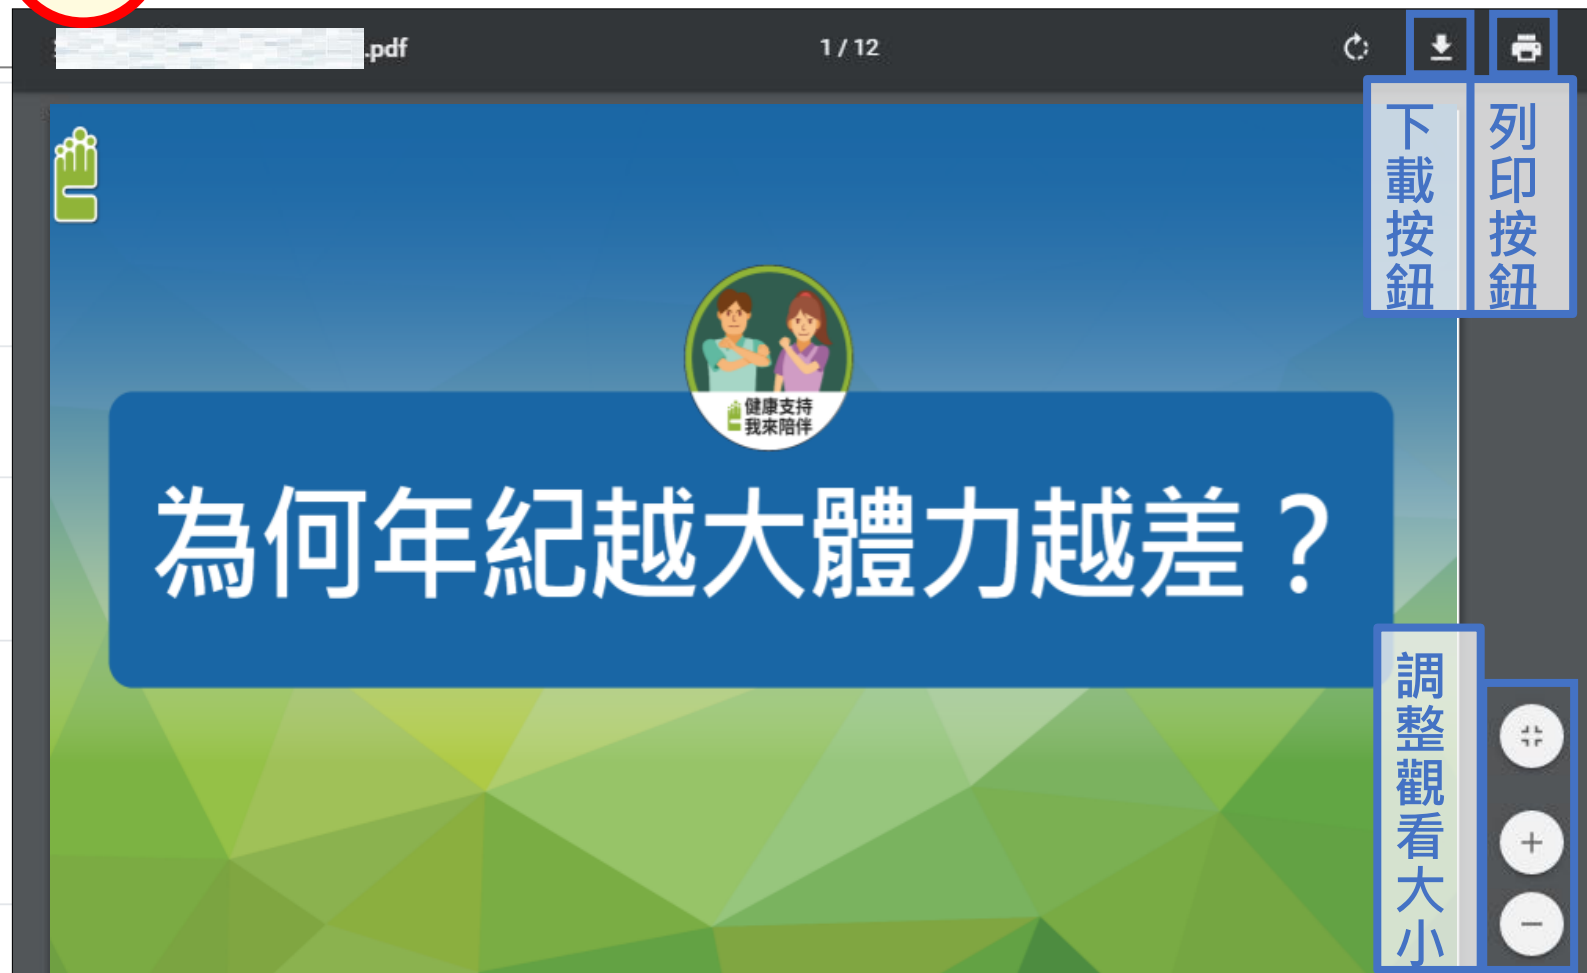 .pdf
1 / 12
下載按鈕
列印按鈕
健康支持
我來陪伴
為何年紀越大體力越差？
調整觀看大小